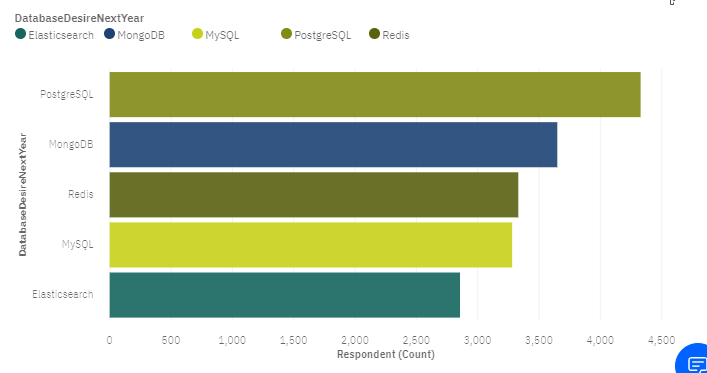 DatabaseDesireNextYear
Elasticsearch MongoDB MySQL PostgreSQL Redis
DatabaseDesireNextYear
PostgreSQL
MongoDB
Redis
MySQL
Elasticsearch
0 500 1,000 1,500 2,000 2,500 3,000 3,500 4,000 4,500
Respondent (Count)